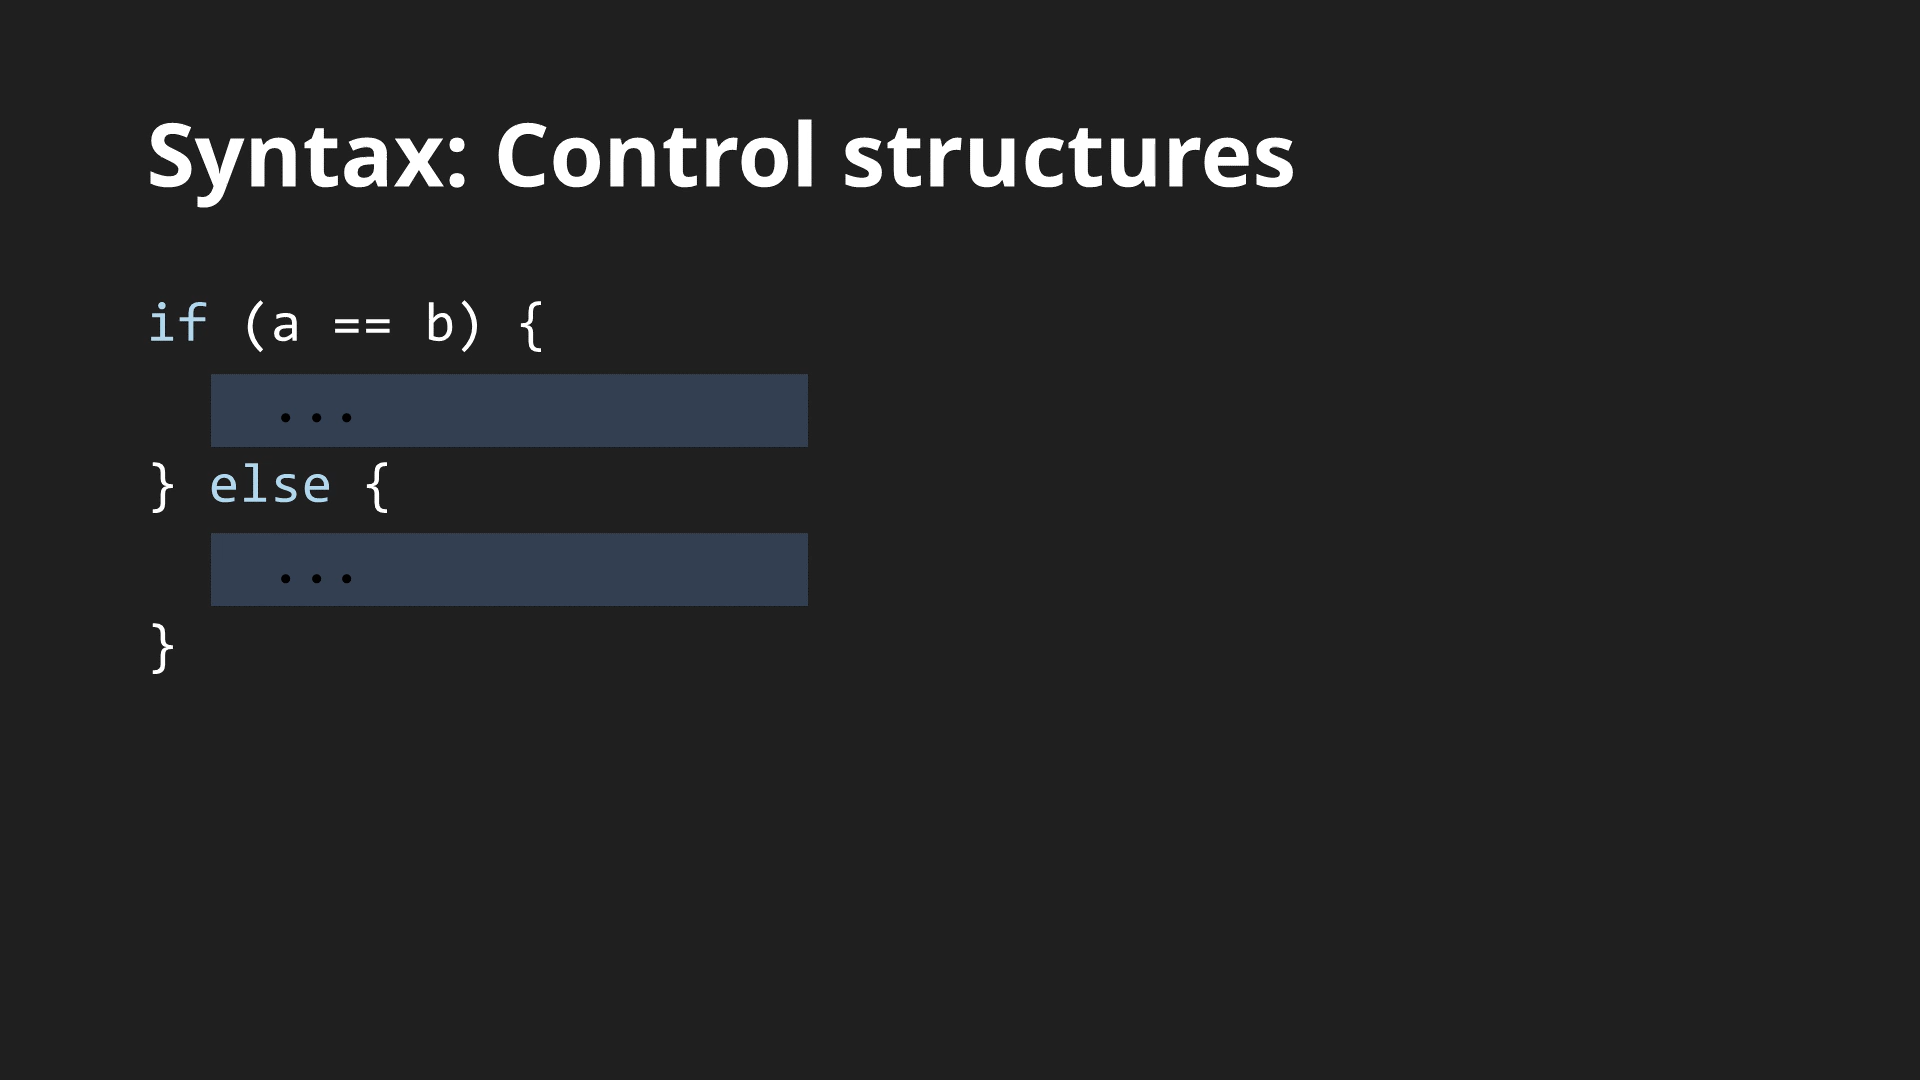 Syntax: Control structures
if (a == b) {
...
} else {
...
}